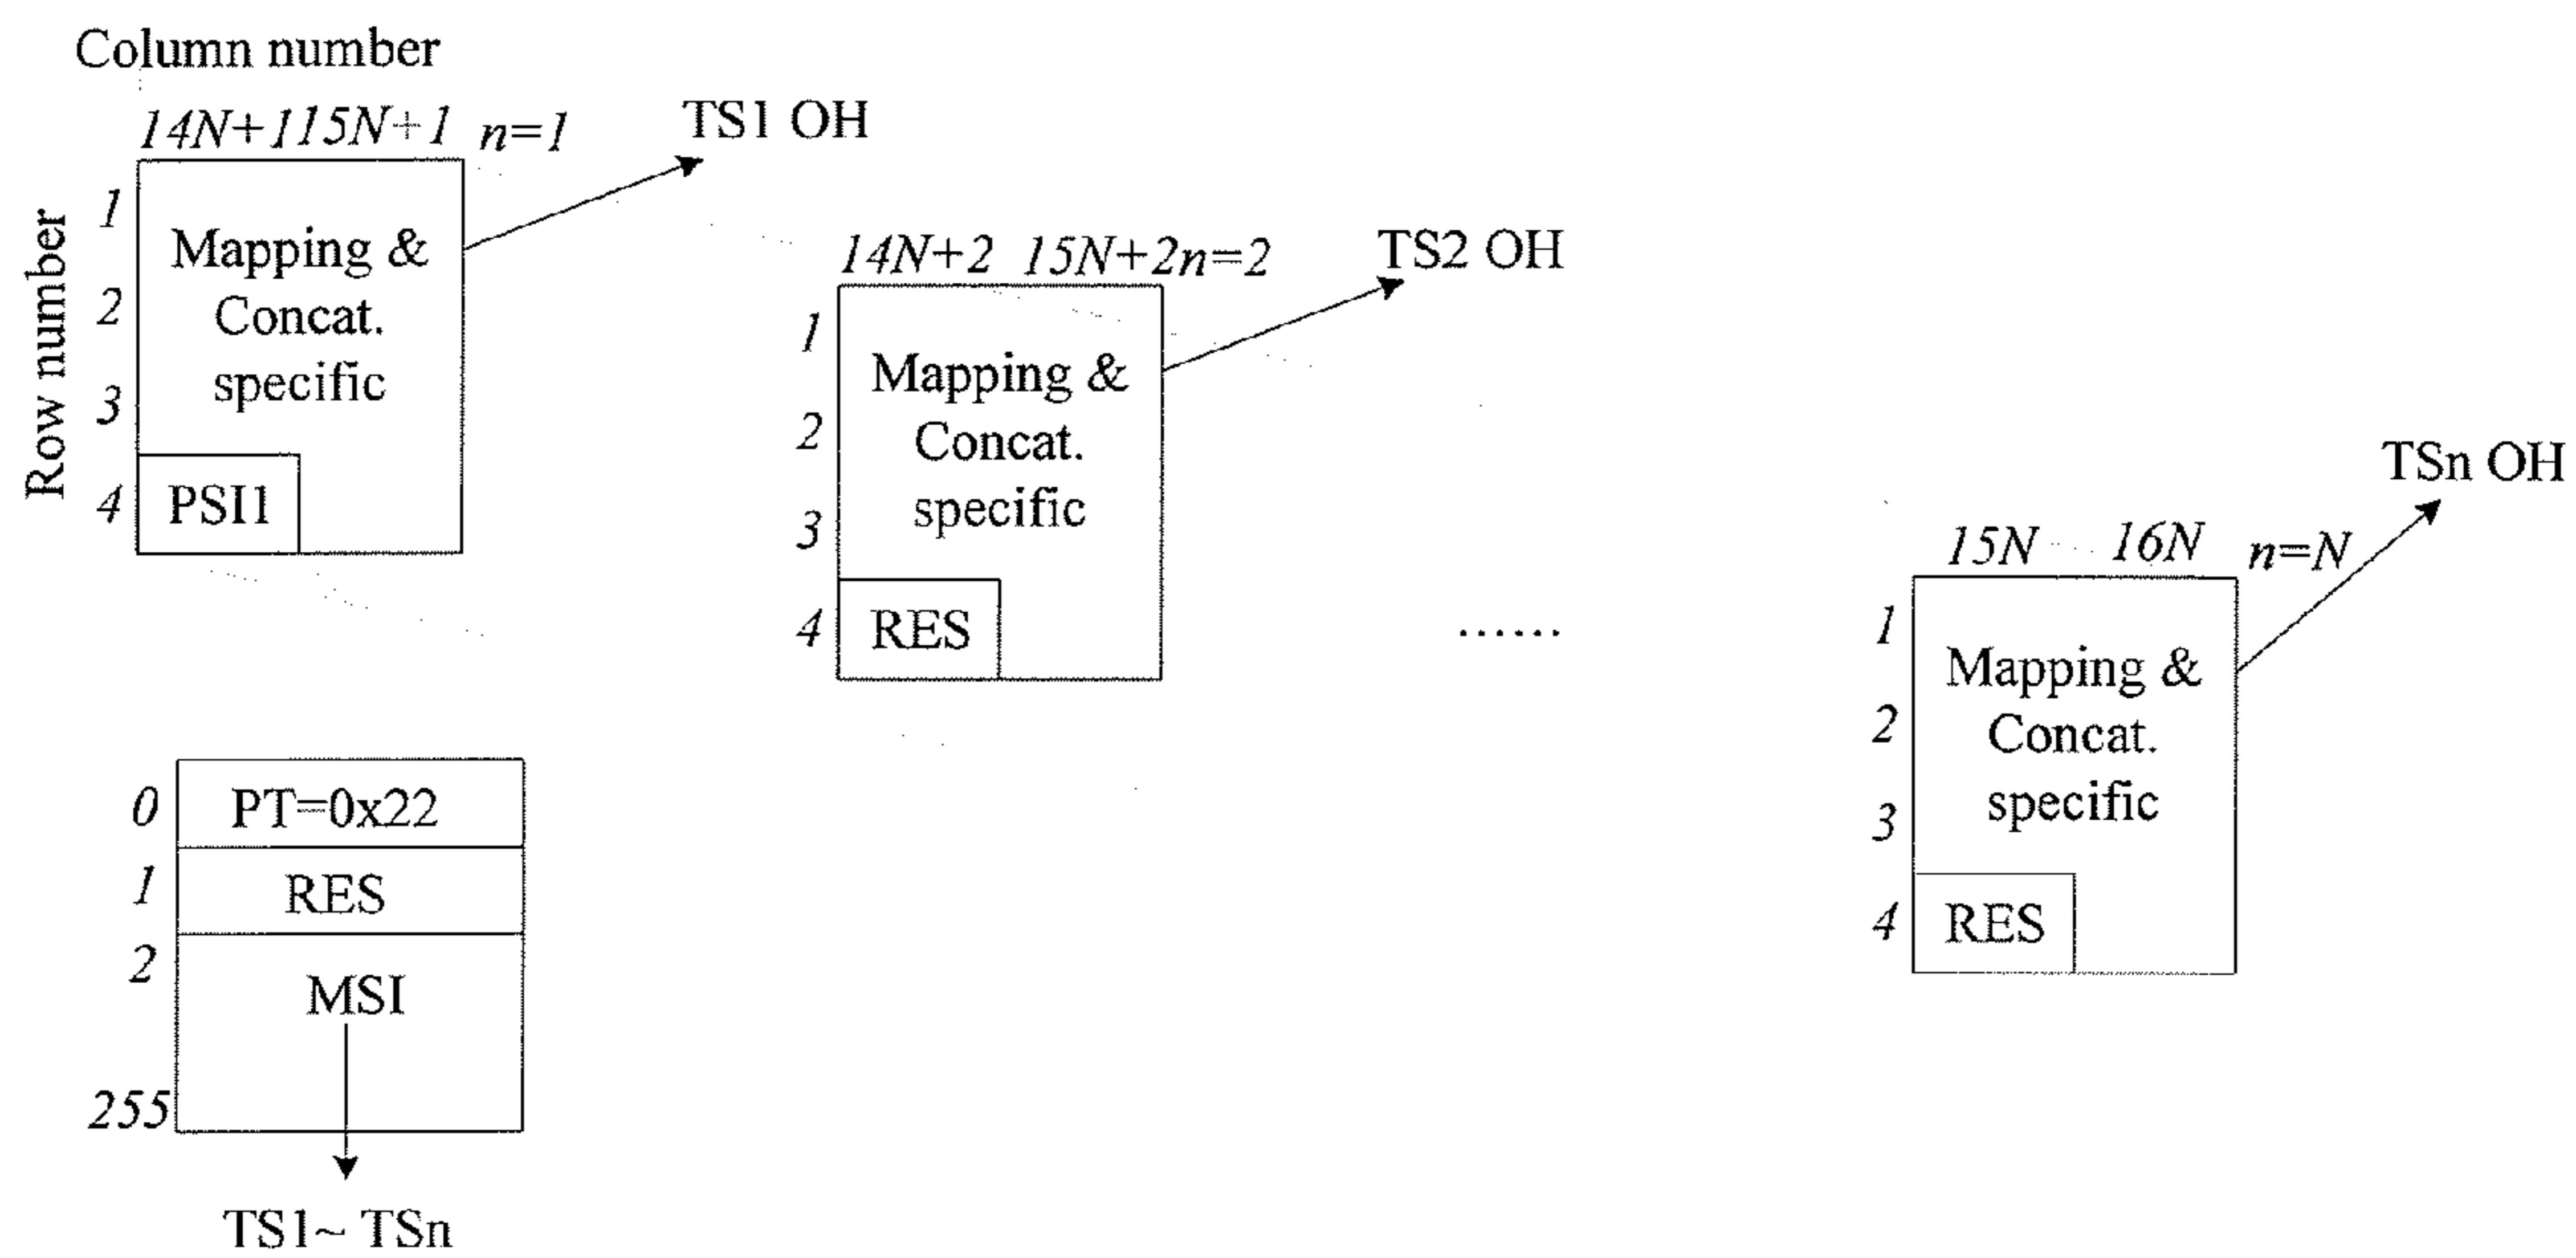 Column number
14N+1 15N+1 n=1
TS1 OH
Row number
1
2
3
4
Mapping &
Concat.
specific
PSI1
14N+2 15N+2 n=2
TS2 OH
1
2
3
4
Mapping &
Concat.
specific
RES
......
15N 16N n=N
TSn OH
1
2
3
4
Mapping &
Concat.
specific
RES
0 PT=0x22
1 RES
2 MSI
255
TS1~ TSn